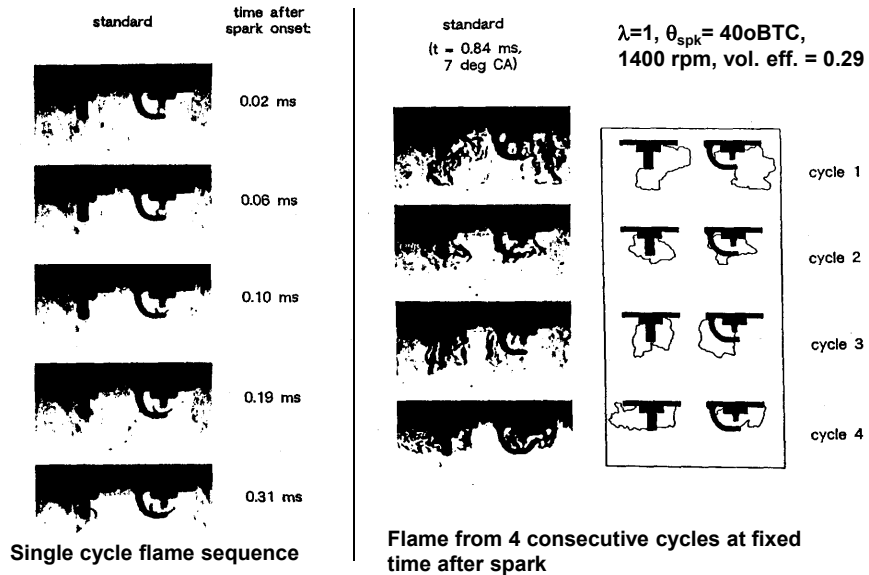 standard
time after
spark onset:
0.02 ms
0.06 ms
0.10 ms
0.19 ms
0.31 ms
Single cycle flame sequence
standard
(t = 0.84 ms,
7 deg CA)
λ=1, θspk= 40oBTC,
1400 rpm, vol. eff. = 0.29
cycle 1
cycle 2
cycle 3
cycle 4
Flame from 4 consecutive cycles at fixed
time after spark